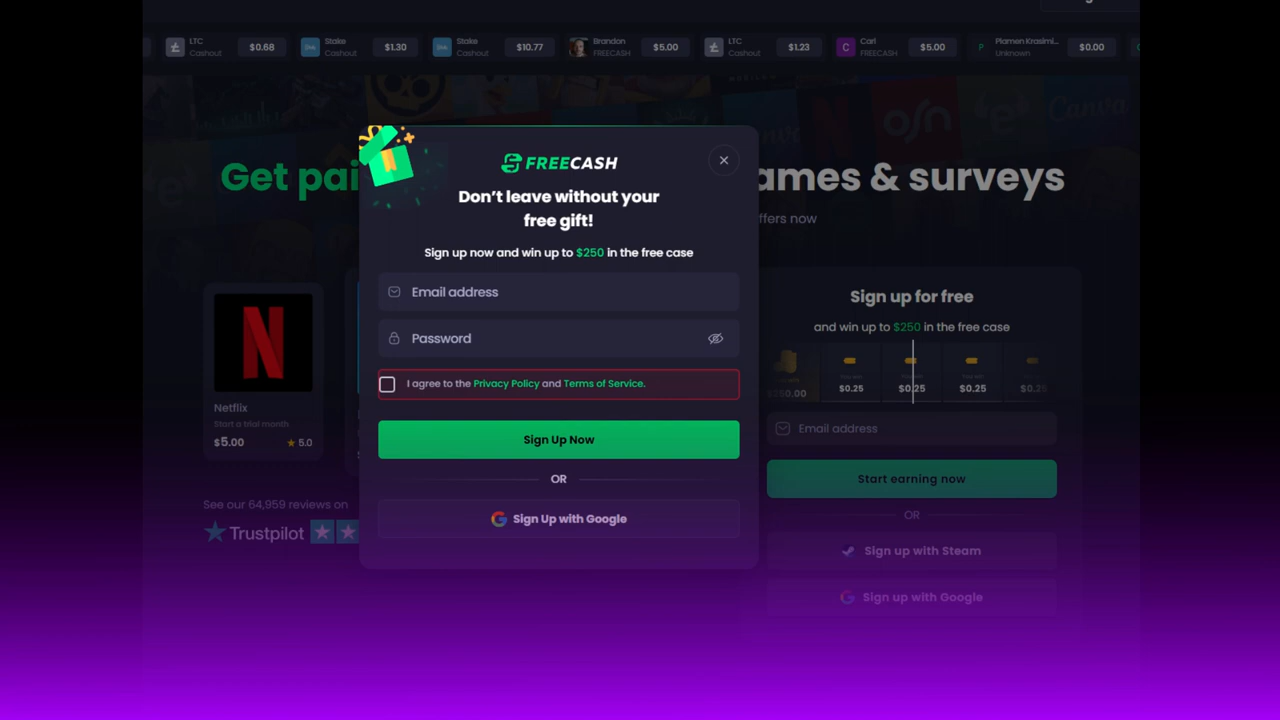 LTC
Cashout
$0.68
Stake
Cashout
$1.30
Stake
Cashout
$10.77
Brandon
FREECASH
$5.00
LTC
Cashout
$1.23
C
Carl
FREECASH
$5.00
P
Plamen Krasimi...
Unknown
$0.00
Canva
osn
Get pai
ames & surveys
ffers now
FREECASH
Don't leave without your
free gift!
Sign up now and win up to $250 in the free case
Email address
Password
I agree to the Privacy Policy and Terms of Service.
Sign Up Now
OR
Sign Up with Google
N
Netflix
Start a trial month
$5.00
5.0
See our 64,959 reviews on
Trustpilot
Sign up for free
and win up to $250 in the free case
$250.00
$0.25
$0.25
$0.25
$0.25
Email address
Start earning now
OR
Sign up with Steam
Sign up with Google